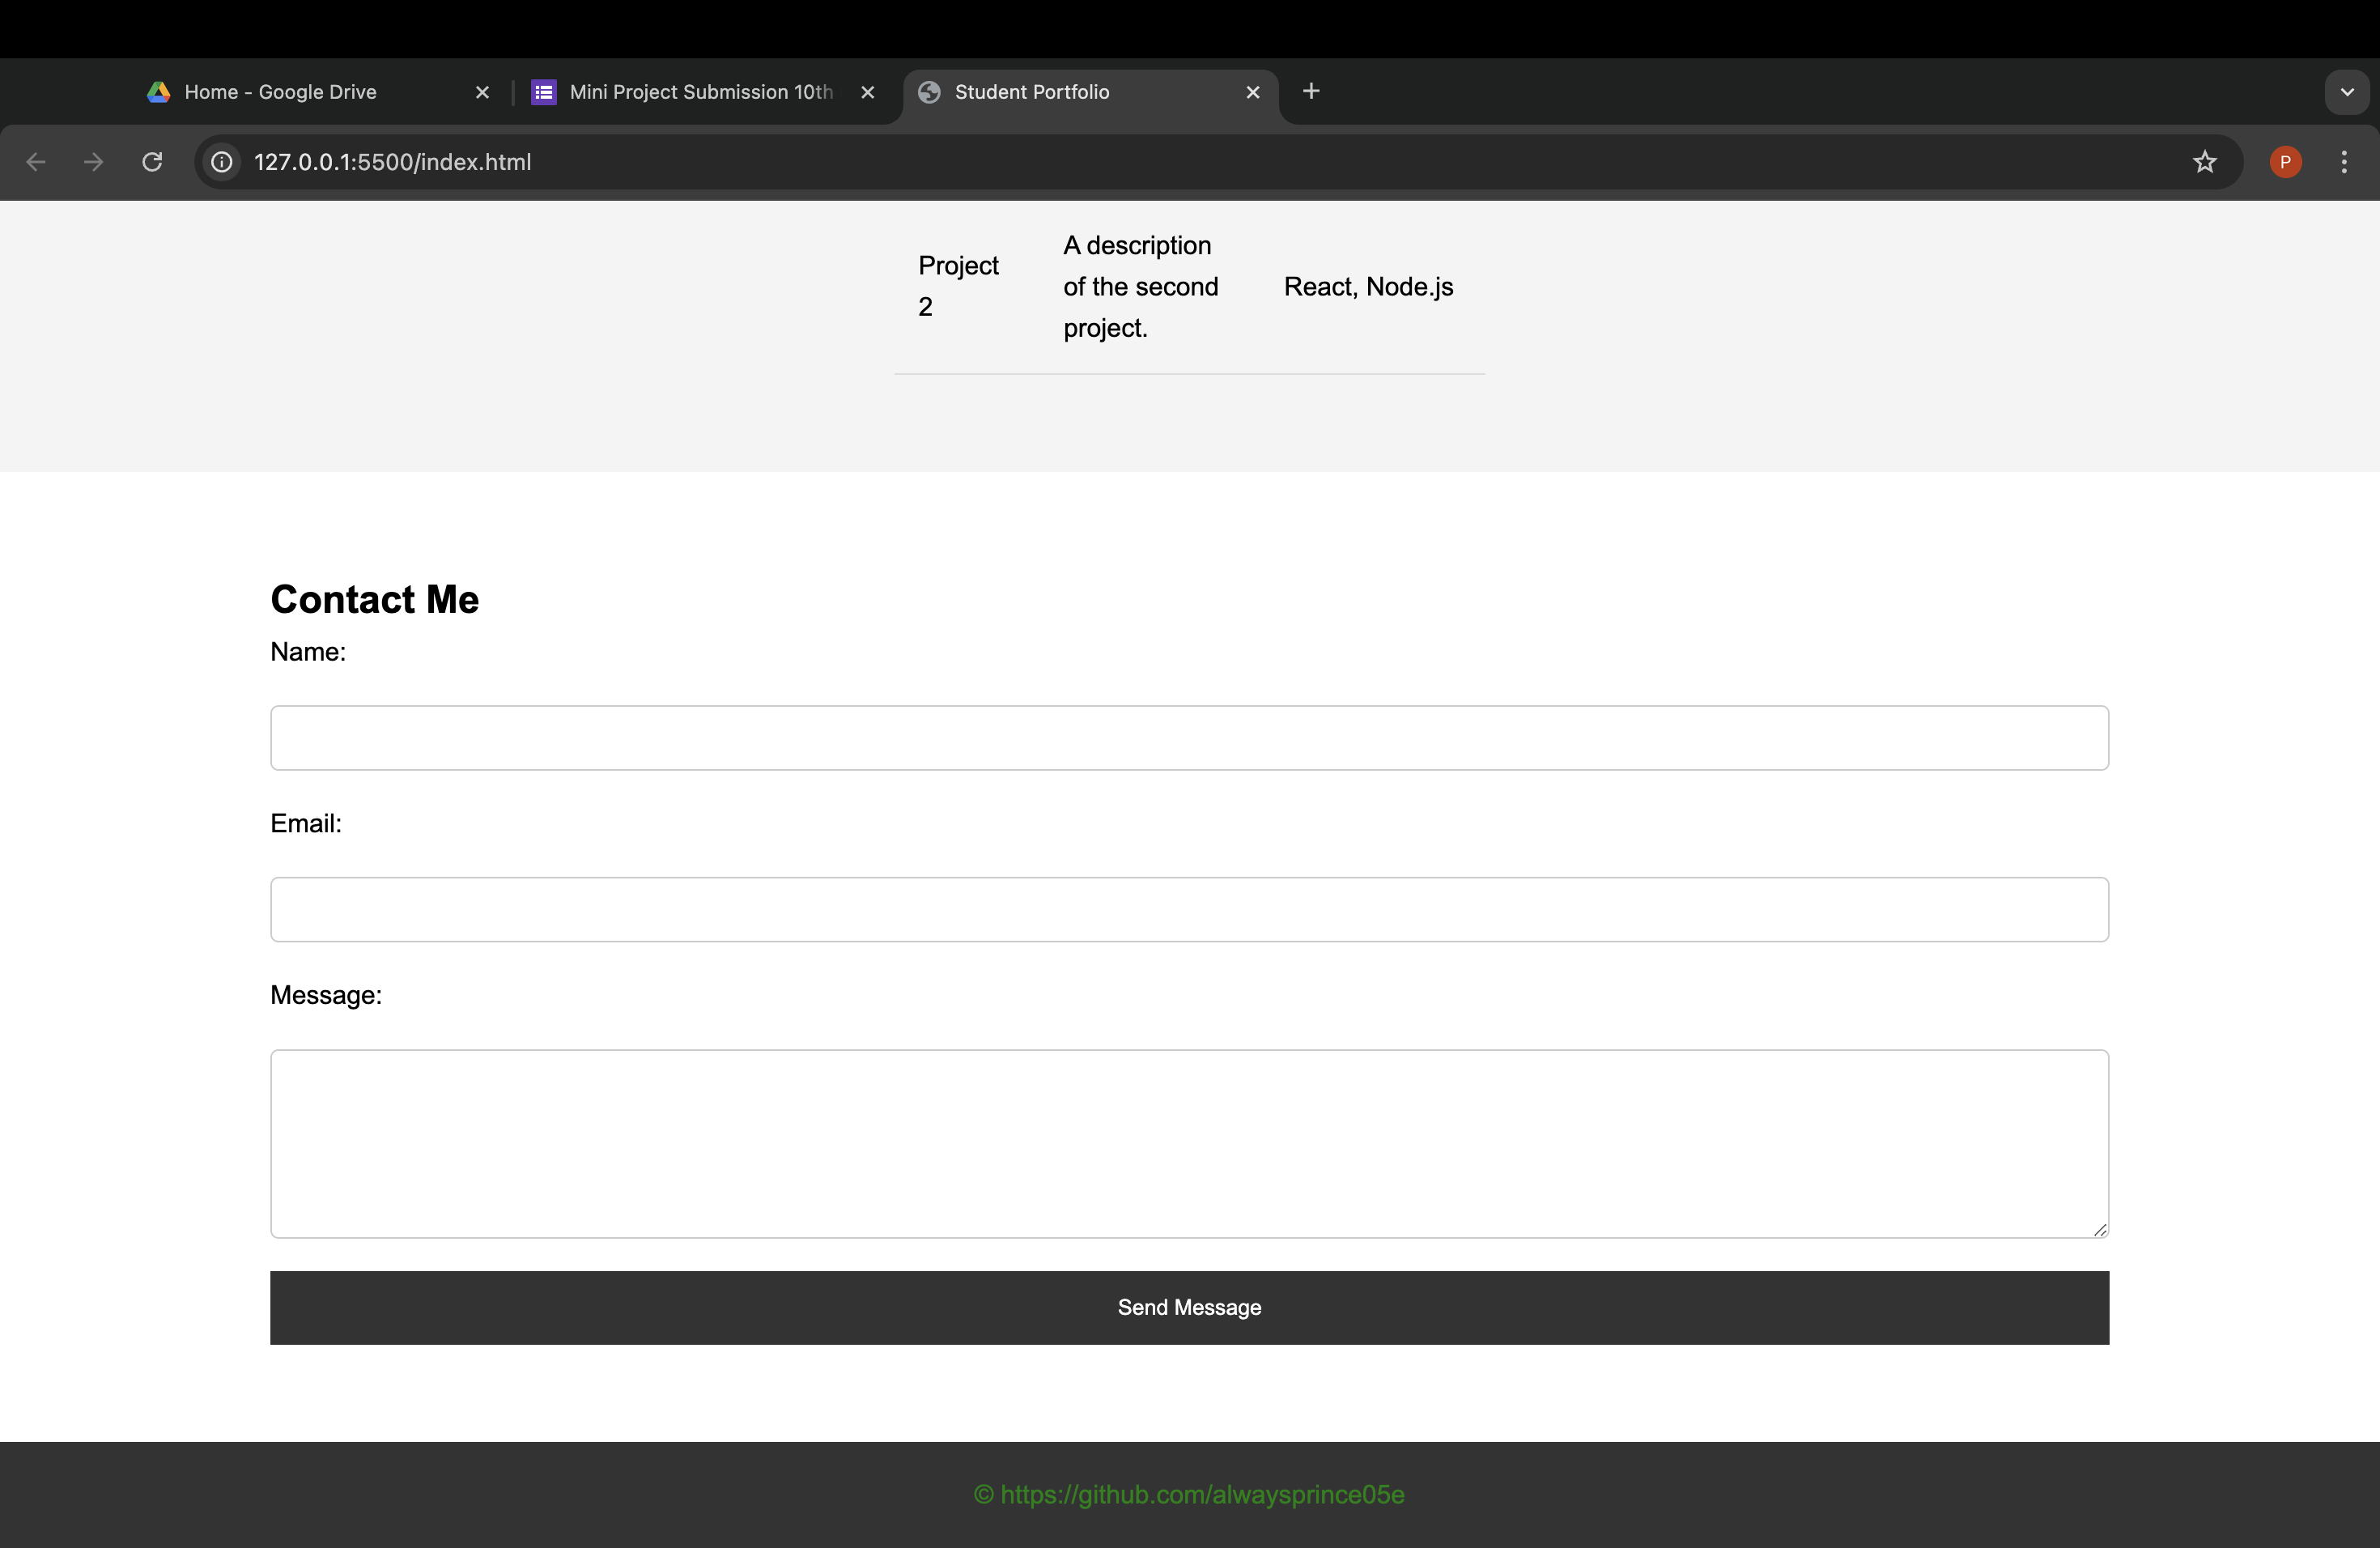 Home - Google Drive
Mini Project Submission 10th
Student Portfolio
127.0.0.1:5500/index.html
P
Project
2
A description
of the second
project.
React, Node.js
Contact Me
Name:
Email:
Message:
Send Message
© https://github.com/alwaysprince05e